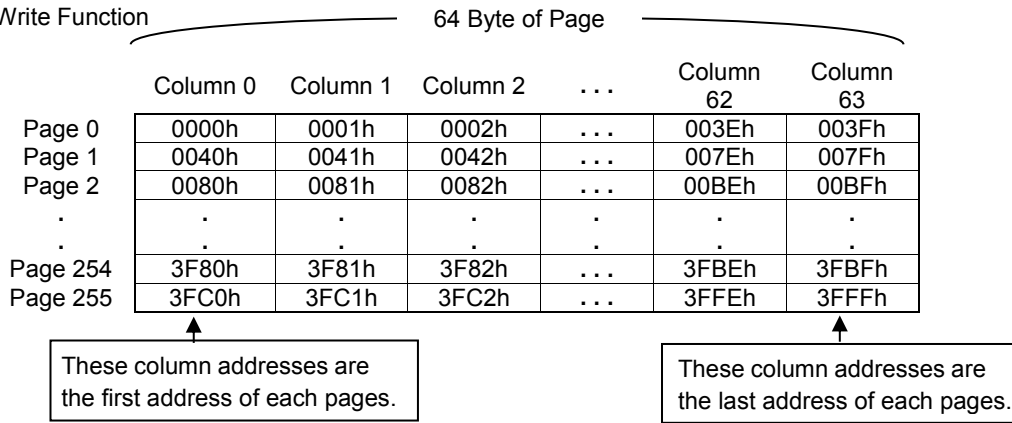 Write Function
64 Byte of Page
Column 0 Column 1 Column 2 ... Column 62 Column 63
Page 0 0000h 0001h 0002h ... 003Eh 003Fh
Page 1 0040h 0041h 0042h ... 007Eh 007Fh
Page 2 0080h 0081h 0082h ... 00BEh 00BFh
. . . . . . .
. . . . . . .
Page 254 3F80h 3F81h 3F82h ... 3FBEh 3FBFh
Page 255 3FC0h 3FC1h 3FC2h ... 3FFEh 3FFFh
These column addresses are
the first address of each pages.
These column addresses are
the last address of each pages.